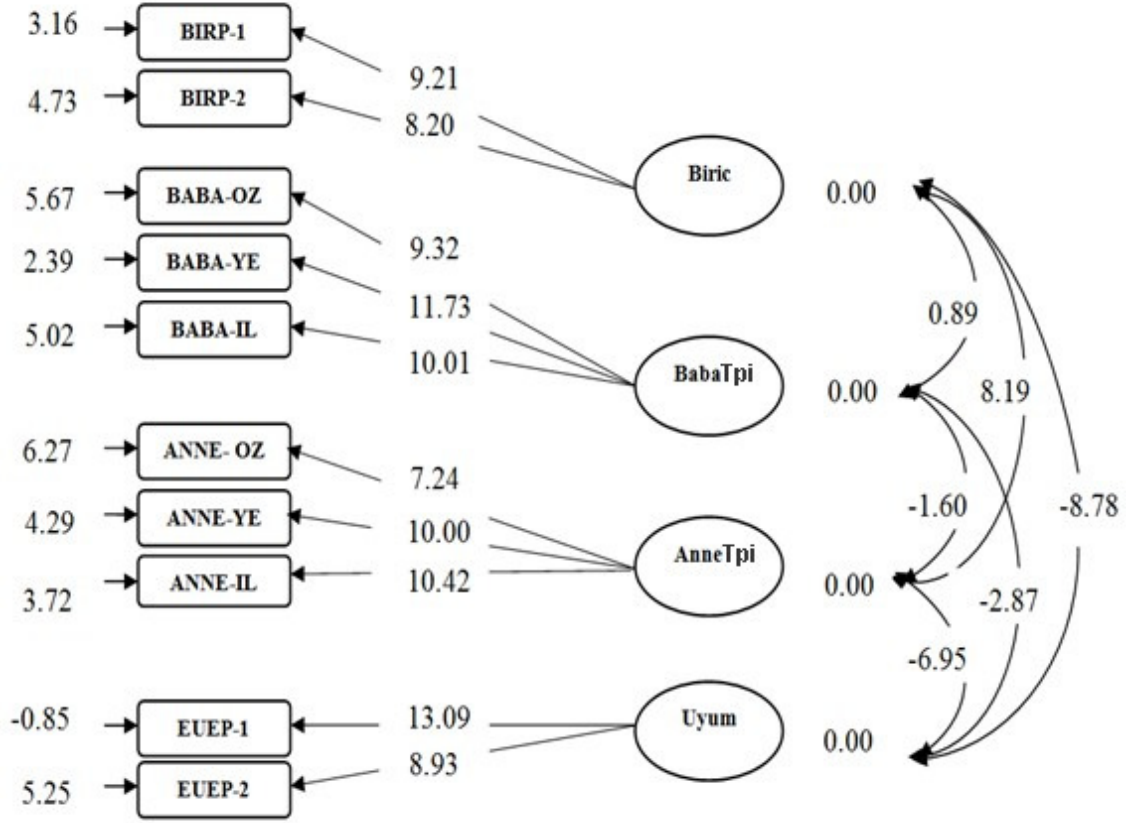 3.16
BIRP-1
9.21
4.73
BIRP-2
8.20
Biric
0.00
5.67
BABA-OZ
9.32
2.39
BABA-YE
11.73
0.89
5.02
BABA-IL
10.01
BabaTpi
0.00
8.19
6.27
ANNE- OZ
7.24
4.29
ANNE-YE
10.00
-1.60
-8.78
3.72
ANNE-IL
10.42
AnneTpi
0.00
-2.87
-6.95
-0.85
EUEP-1
13.09
Uyum
0.00
5.25
EUEP-2
8.93